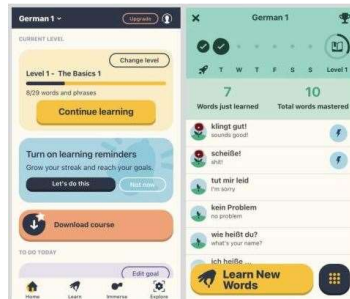 German 1
Upgrade
CURRENT LEVEL
Change level
Level 1 - The Basics 1
8/29 words and phrases
Continue learning
Turn on learning reminders
Grow your streak and reach your goals.
Let's do this
Not now
Download course
TO DO TODAY
Edit goal
Home
Learn
Immerse
Explore
German 1
T W T F S S Level 1
7
Words just learned
10
Total words mastered
klingt gut!
sounds good!
scheiße!
shit!
tut mir leid
I'm sorry
kein Problem
no problem
wie heißt du?
what's your name?
ich heiße ...
Learn New
Words